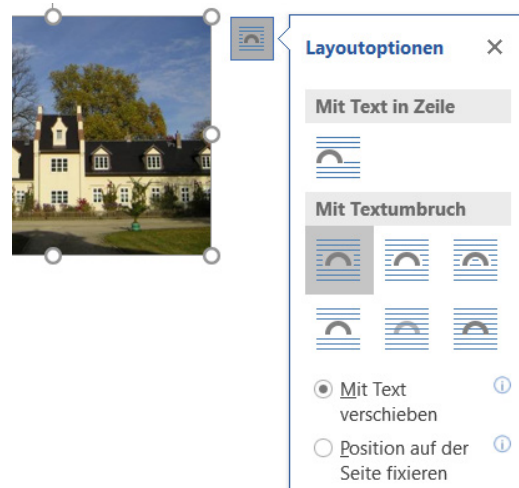 Layoutoptionen
Mit Text in Zeile
Mit Textumbruch
Mit Text
verschieben
Position auf der
Seite fixieren